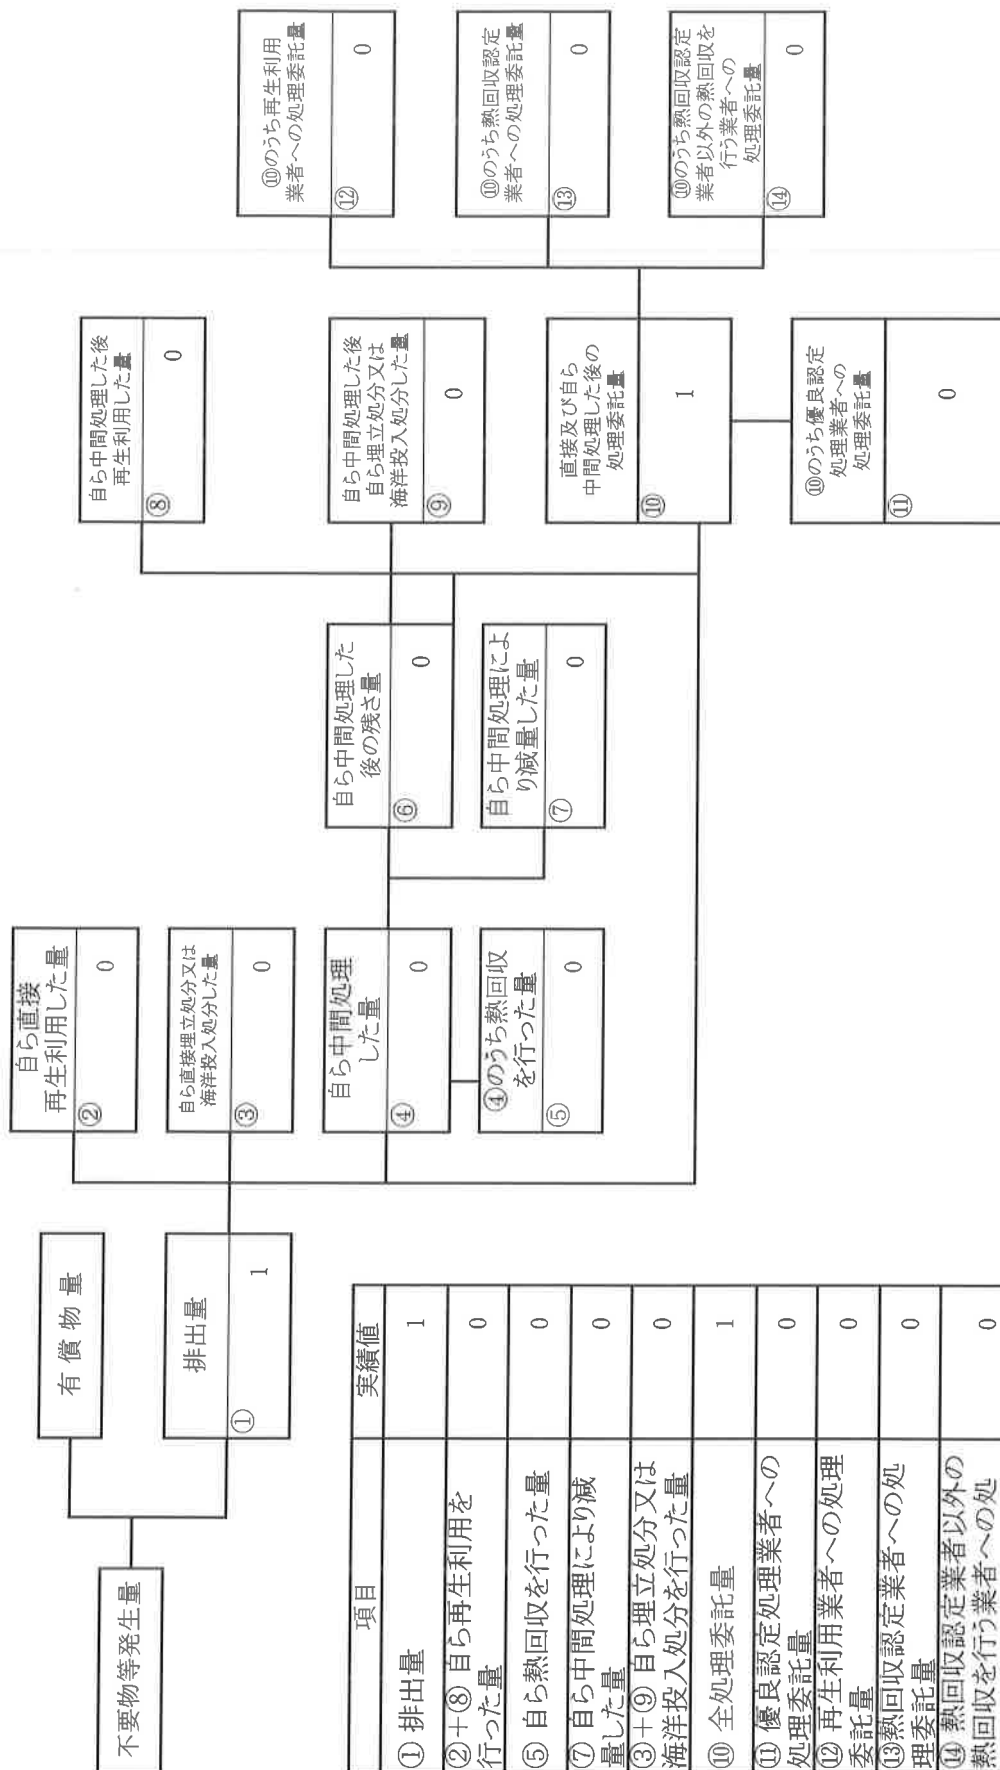 不要物等発生量
有償物量
排出量
①
1
自ら直接
再生利用した量
②
0
自ら直接埋立処分又は
海洋投入処分した量
③
0
自ら中間処理
した量
④
0
④のうち熱回収
を行った量
⑤
0
自ら中間処理した
後の残さ量
⑥
0
自ら中間処理によ
り減量した量
⑦
0
自ら中間処理した後
再生利用した量
⑧
0
自ら中間処理した後
自ら埋立処分又は
海洋投入処分した量
⑨
0
直接及び自ら
中間処理した後の
処理委託量
⑩
1
⑩のうち優良認定
処理業者への
処理委託量
⑪
0
⑩のうち再生利用
業者への処理委託量
⑫
0
⑩のうち熱回収認定
業者への処理委託量
⑬
0
⑩のうち熱回収認定
業者以外の熱回収を
行う業者への
処理委託量
⑭
0
項目 実績値
①排出量 1
②+⑧ 自ら再生利用を
行った量 0
⑤ 自ら熱回収を行った量 0
⑦ 自ら中間処理により減
量した量 0
③+⑨ 自ら埋立処分又は
海洋投入処分を行った量 0
⑩ 全処理委託量 1
⑪ 優良認定処理業者への
処理委託量 0
⑫ 再生利用業者への処理
委託量 0
⑬熱回収認定業者への処
理委託量 0
⑭ 熱回収認定業者以外の
熱回収を行う業者への処 0